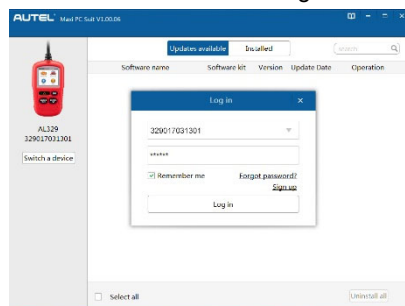 AUTEL Maxi PC Suit V1.00.06
Updates available Installed
search
Software name Software kit Version Update Date Operation
AL329
329017031301
Switch a device
Log in
329017031301
******
Remember me Forgot password?
Sign up
Log in
Select all Uninstall all